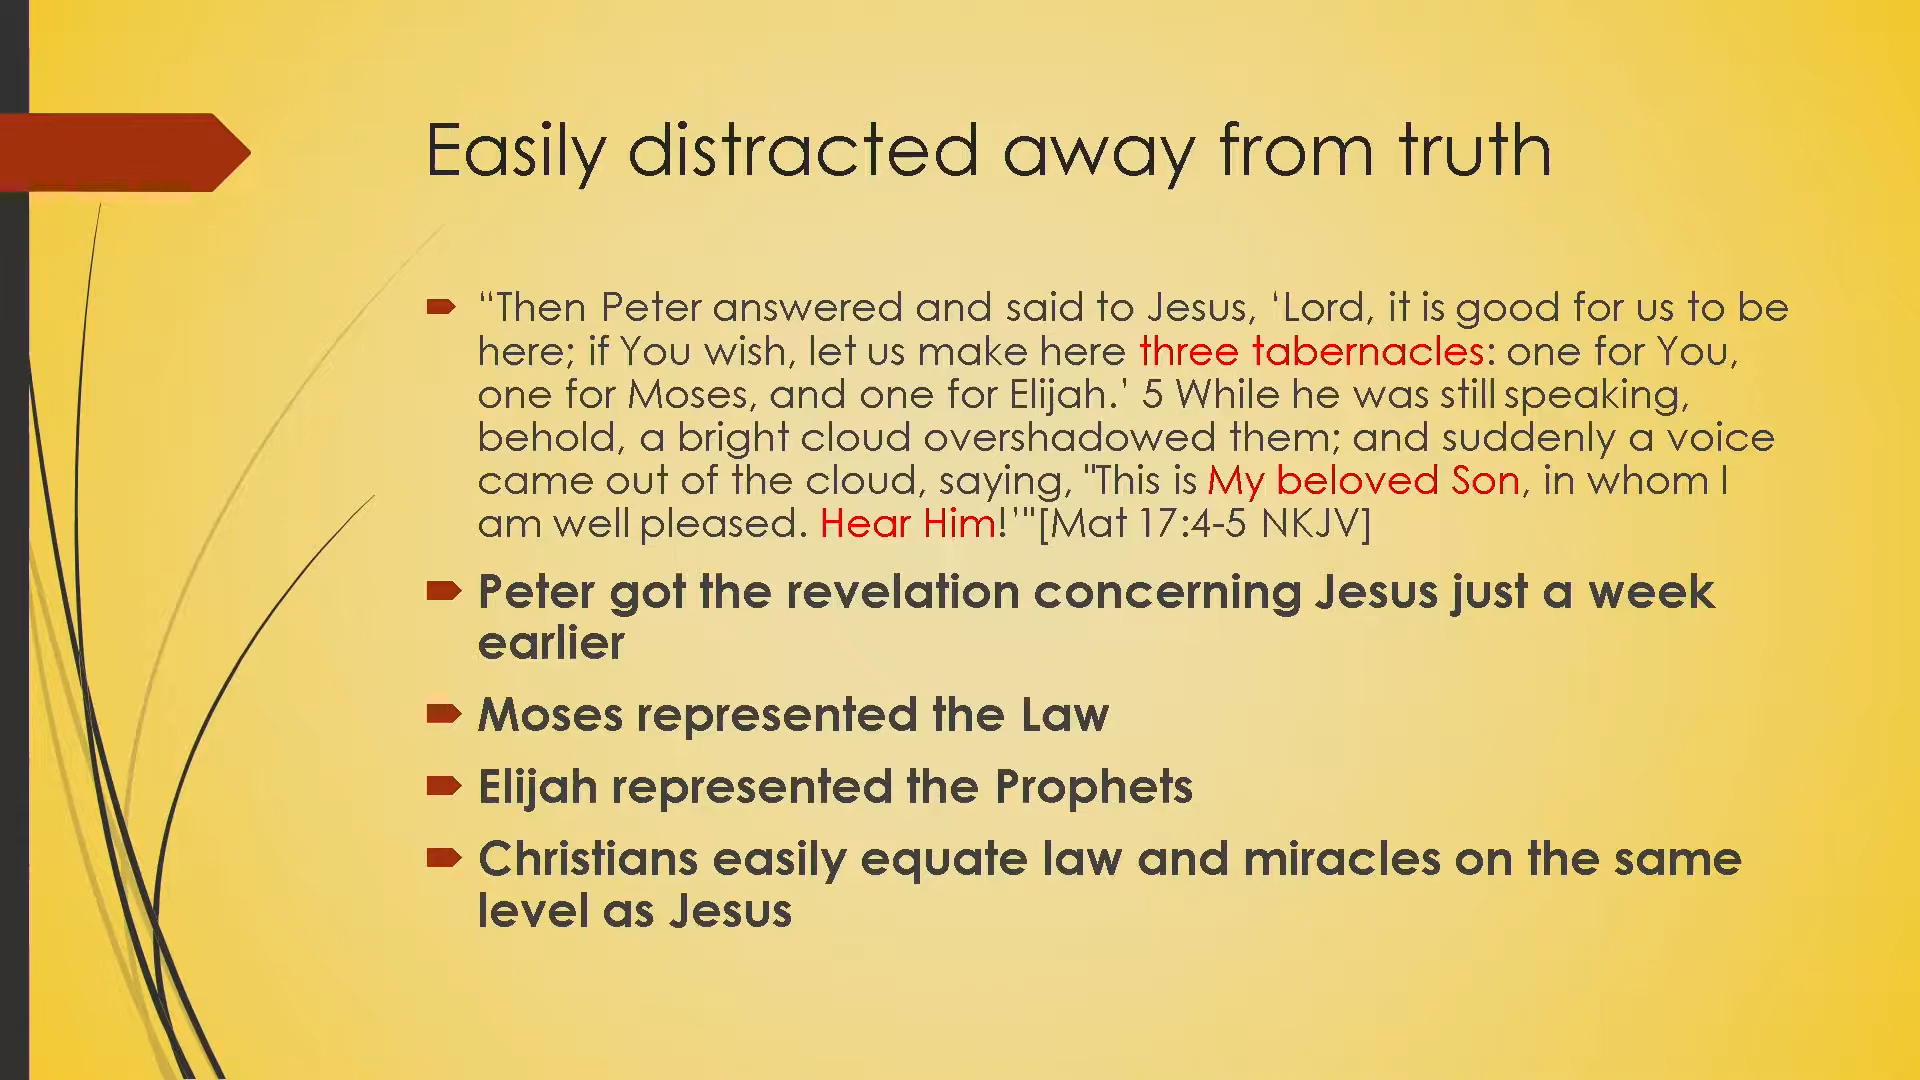 Easily distracted away from truth
“Then Peter answered and said to Jesus, ‘Lord, it is good for us to be
here; if You wish, let us make here three tabernacles: one for You,
one for Moses, and one for Elijah.’ 5 While he was still speaking,
behold, a bright cloud overshadowed them; and suddenly a voice
came out of the cloud, saying, "This is My beloved Son, in whom I
am well pleased. Hear Him!’"[Mat 17:4-5 NKJV]
Peter got the revelation concerning Jesus just a week
earlier
Moses represented the Law
Elijah represented the Prophets
Christians easily equate law and miracles on the same
level as Jesus